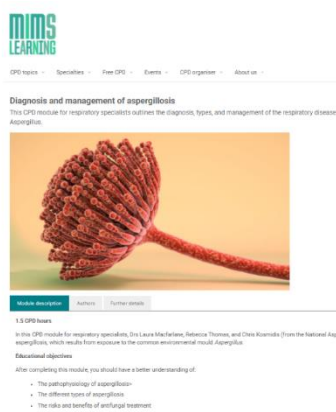 mims
LEARNING
CPD topics Specialties Free CPD Events CPD organiser About us
Diagnosis and management of aspergillosis
This CPD module for respiratory specialists outlines the diagnosis, types, and management of the respiratory disease
Aspergillus.
Module description Authors Further details
1.5 CPD hours
In this CPD module for respiratory specialists, Drs Laura Macfarlane, Rebecca Thomas, and Chris Kosmidis (from the National Asp
aspergillosis, which results from exposure to the common environmental mould Aspergillus.
Educational objectives
After completing this module, you should have a better understanding of:
• The pathophysiology of aspergillosis
• The different types of aspergillosis
• The risks and benefits of antifungal treatment